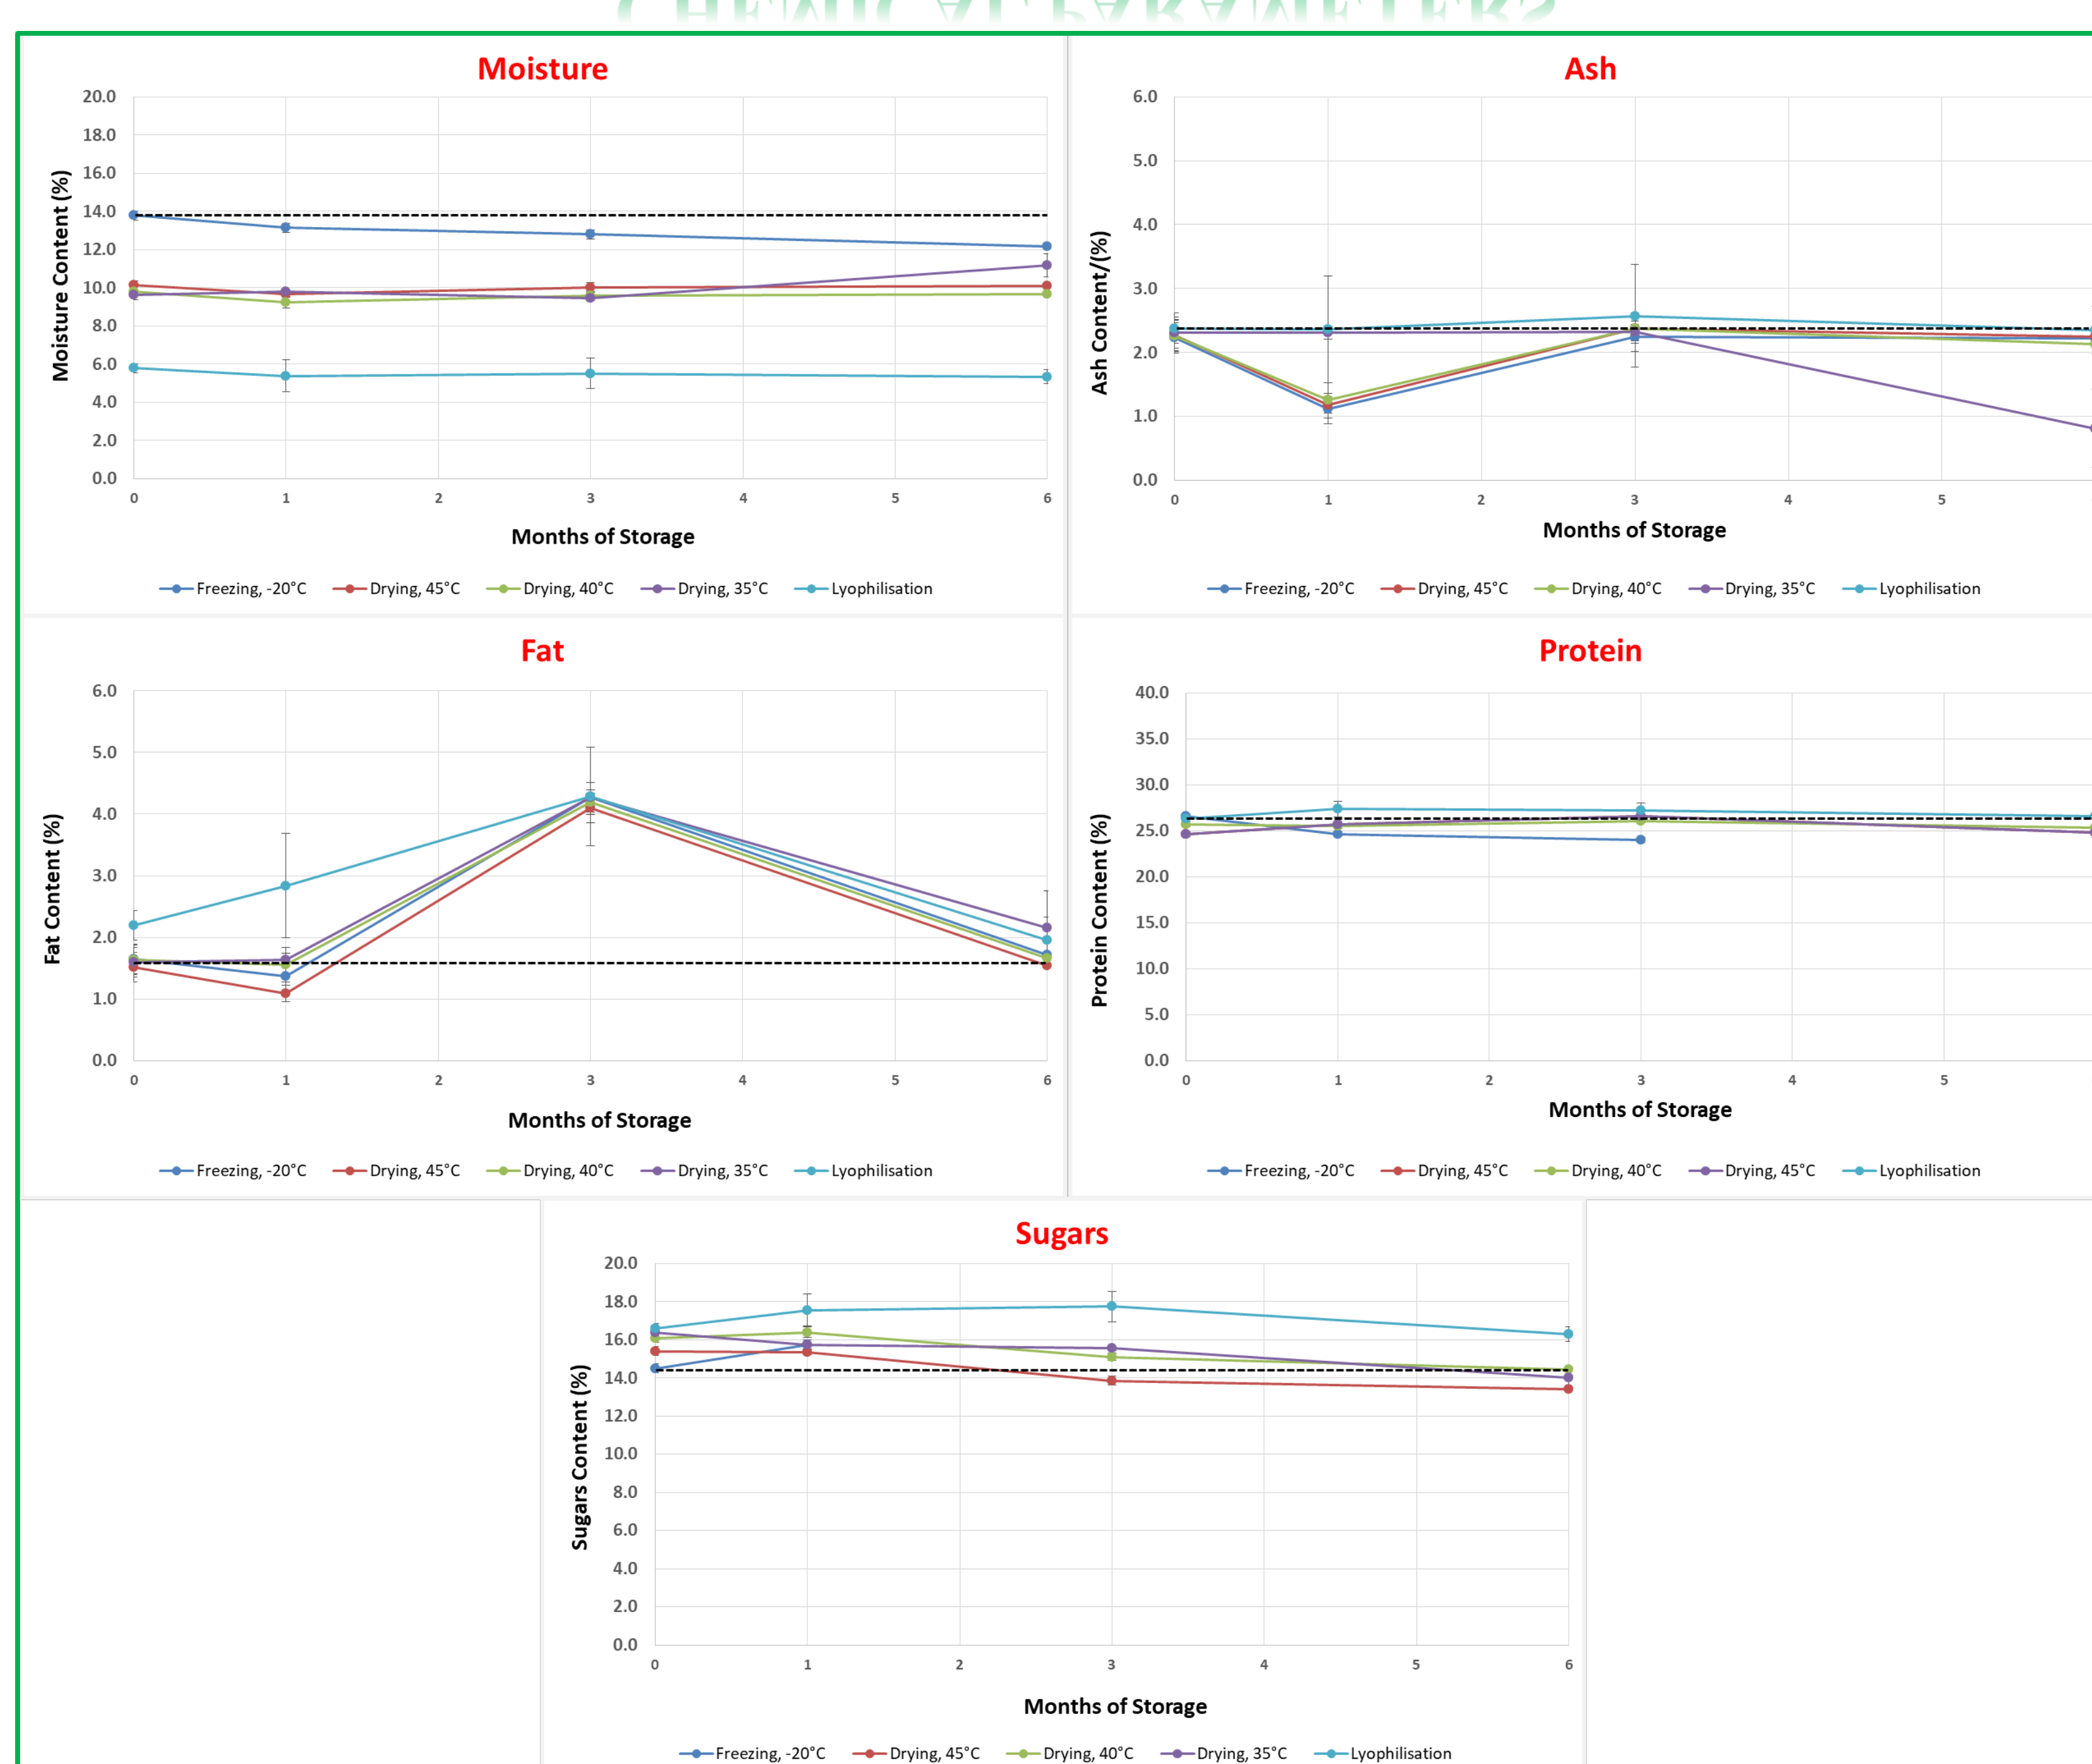 CHEMICAL PARAMETERS
Moisture
20.0
18.0
16.0
14.0
12.0
10.0
8.0
6.0
4.0
2.0
0.0
Moisture Content (%)
0 1 2 3 4 5 6
Months of Storage
Freezing, -20°C Drying, 45°C Drying, 40°C Drying, 35°C Lyophilisation
Ash
6.0
5.0
4.0
3.0
2.0
1.0
0.0
Ash Content/(%)
0 1 2 3 4 5
Months of Storage
Freezing, -20°C Drying, 45°C Drying, 40°C Drying, 35°C Lyophilisation
Fat
6.0
5.0
4.0
3.0
2.0
1.0
0.0
Fat Content (%)
0 1 2 3 4 5 6
Months of Storage
Freezing, -20°C Drying, 45°C Drying, 40°C Drying, 35°C Lyophilisation
Protein
40.0
35.0
30.0
25.0
20.0
15.0
10.0
5.0
0.0
Protein Content (%)
0 1 2 3 4 5
Months of Storage
Freezing, -20°C Drying, 45°C Drying, 40°C Drying, 45°C Lyophilisation
Sugars
20.0
18.0
16.0
14.0
12.0
10.0
8.0
6.0
4.0
2.0
0.0
Sugars Content (%)
0 1 2 3 4 5 6
Months of Storage
Freezing, -20°C Drying, 45°C Drying, 40°C Drying, 35°C Lyophilisation